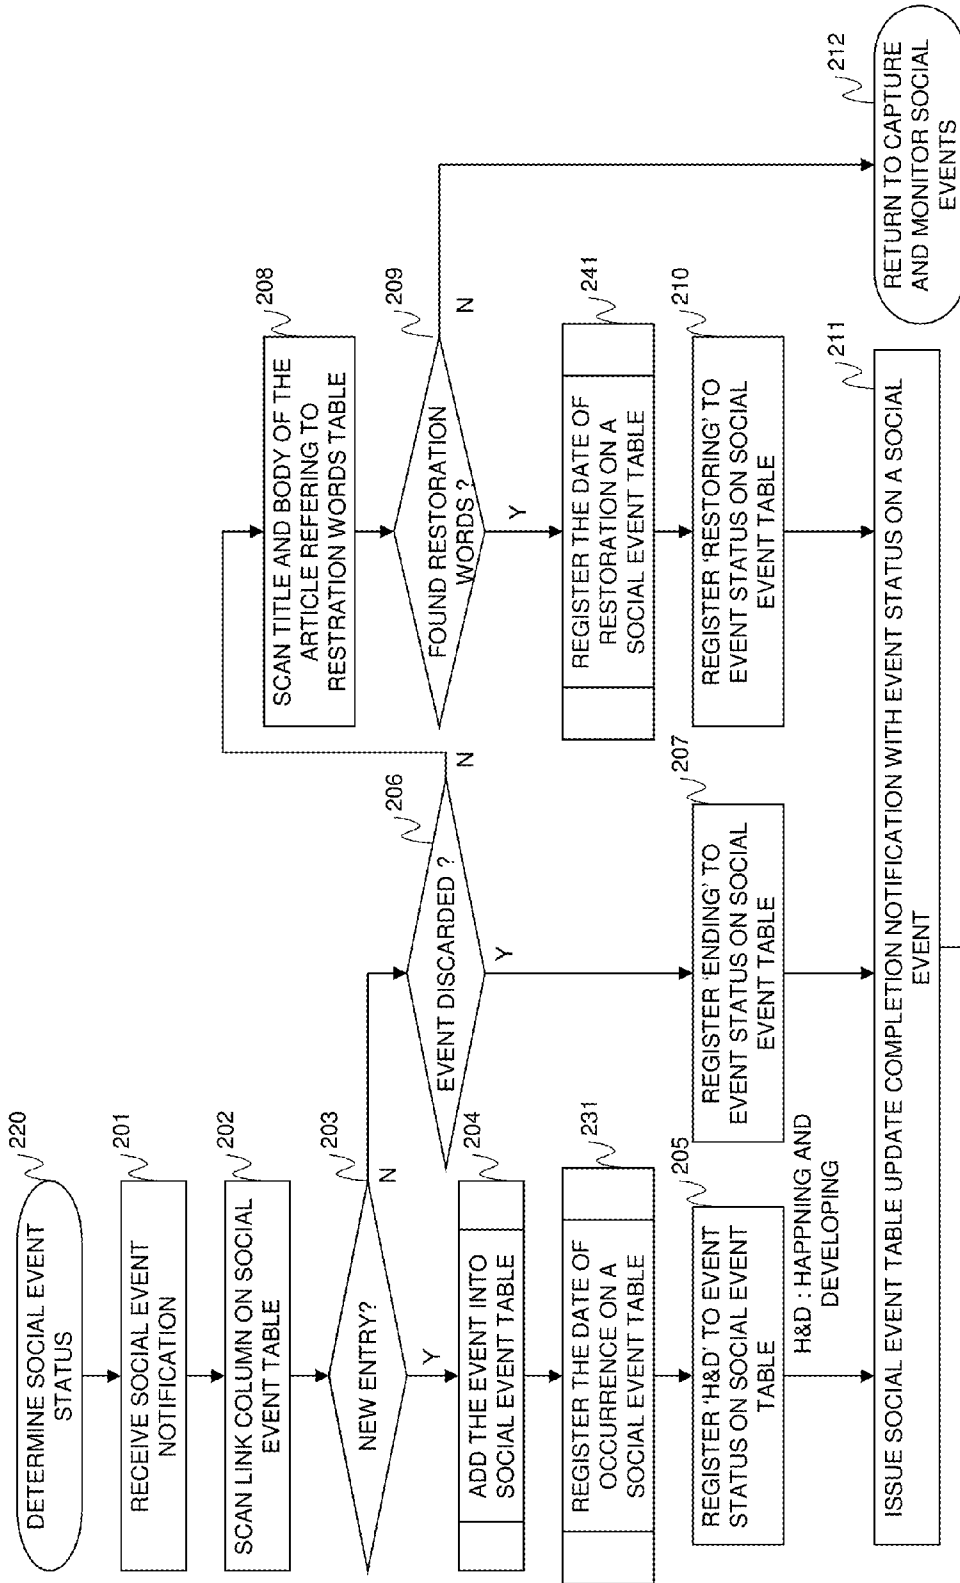 220
DETERMINE SOCIAL EVENT
STATUS
201
RECEIVE SOCIAL EVENT
NOTIFICATION
202
SCAN LINK COLUMN ON SOCIAL
EVENT TABLE
203
NEW ENTRY?
N
Y
204
ADD THE EVENT INTO
SOCIAL EVENT TABLE
231
REGISTER THE DATE OF
OCCURRENCE ON A
SOCIAL EVENT TABLE
205
REGISTER 'H&D' TO EVENT
STATUS ON SOCIAL EVENT
TABLE
H&D : HAPPNING AND
DEVELOPING
206
EVENT DISCARDED ?
N
Y
207
REGISTER 'ENDING' TO
EVENT STATUS ON SOCIAL
EVENT TABLE
208
SCAN TITLE AND BODY OF THE
ARTICLE REFERING TO
RESTRATION WORDS TABLE
209
FOUND RESTORATION
WORDS ?
N
Y
241
REGISTER THE DATE OF
RESTORATION ON A
SOCIAL EVENT TABLE
210
REGISTER 'RESTORING' TO
EVENT STATUS ON SOCIAL
EVENT TABLE
211
ISSUE SOCIAL EVENT TABLE UPDATE COMPLETION NOTIFICATION WITH EVENT STATUS ON A SOCIAL
EVENT
212
RETURN TO CAPTURE
AND MONITOR SOCIAL
EVENTS